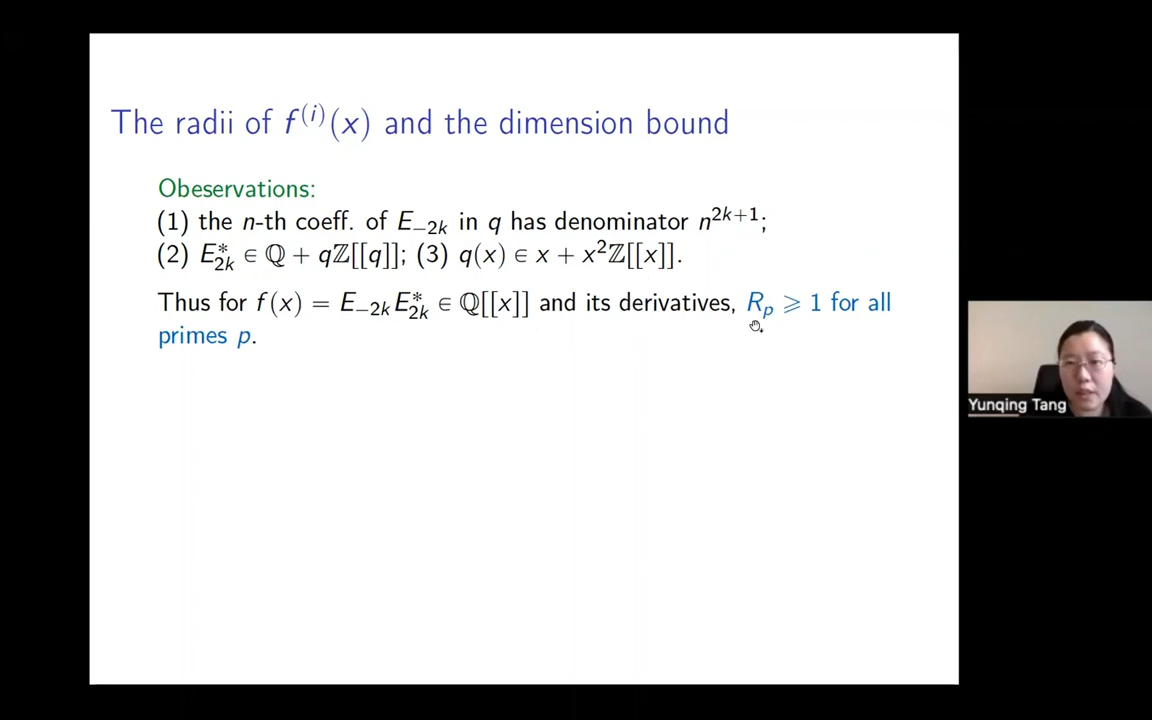 The radii of f^{(i)}(x) and the dimension bound
Obeservations:
(1) the n-th coeff. of E_{−2k} in q has denominator n^{2k+1};
(2) E^*_{2k} ∈ ℚ + qℤ[[q]]; (3) q(x) ∈ x + x^2ℤ[[x]].
Thus for f(x) = E_{−2k}E^*_{2k} ∈ ℚ[[x]] and its derivatives, R_p ⩾ 1 for all
primes p.
Yunqing Tang